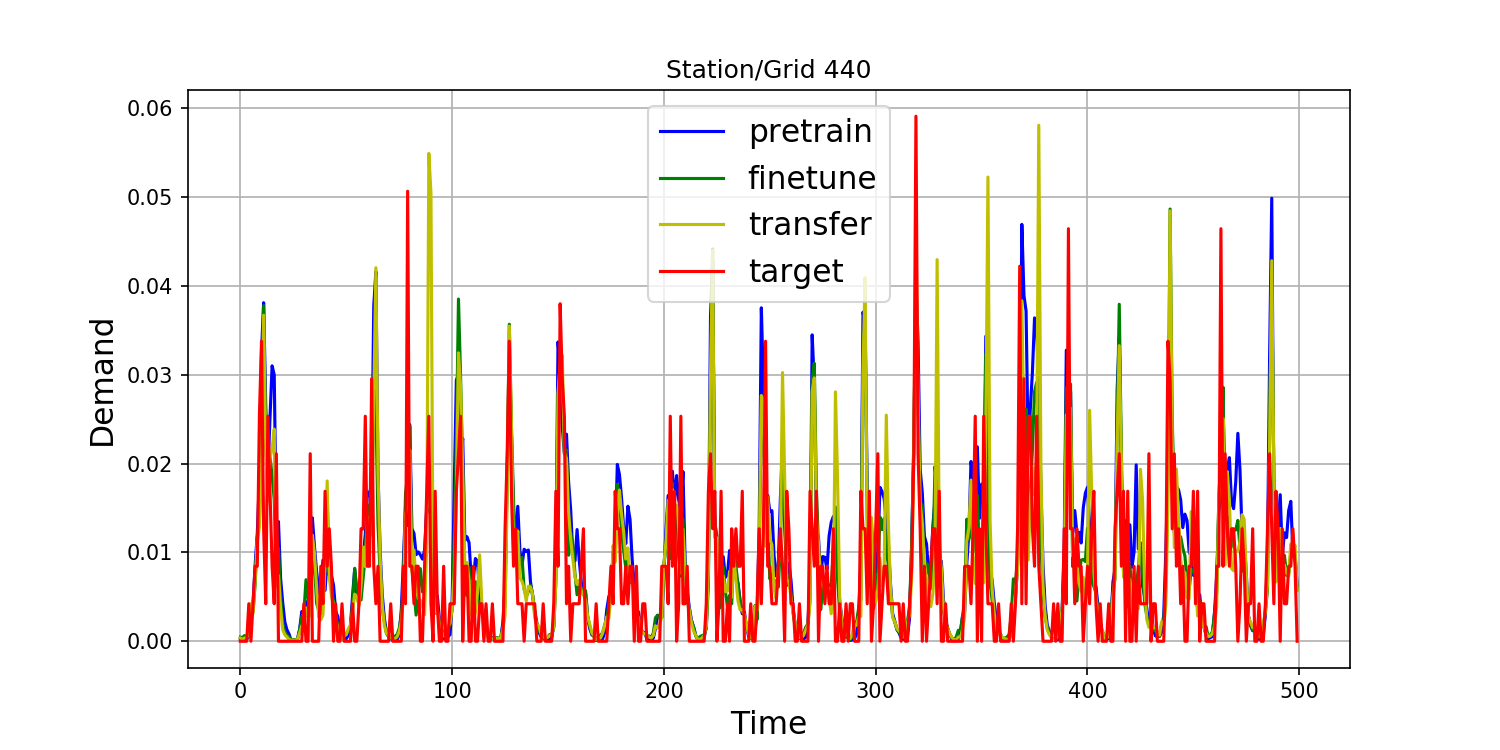 Station/Grid 440
pretrain
finetune
transfer
target
Demand
0.06
0.05
0.04
0.03
0.02
0.01
0.00
0 100 200 300 400 500
Time